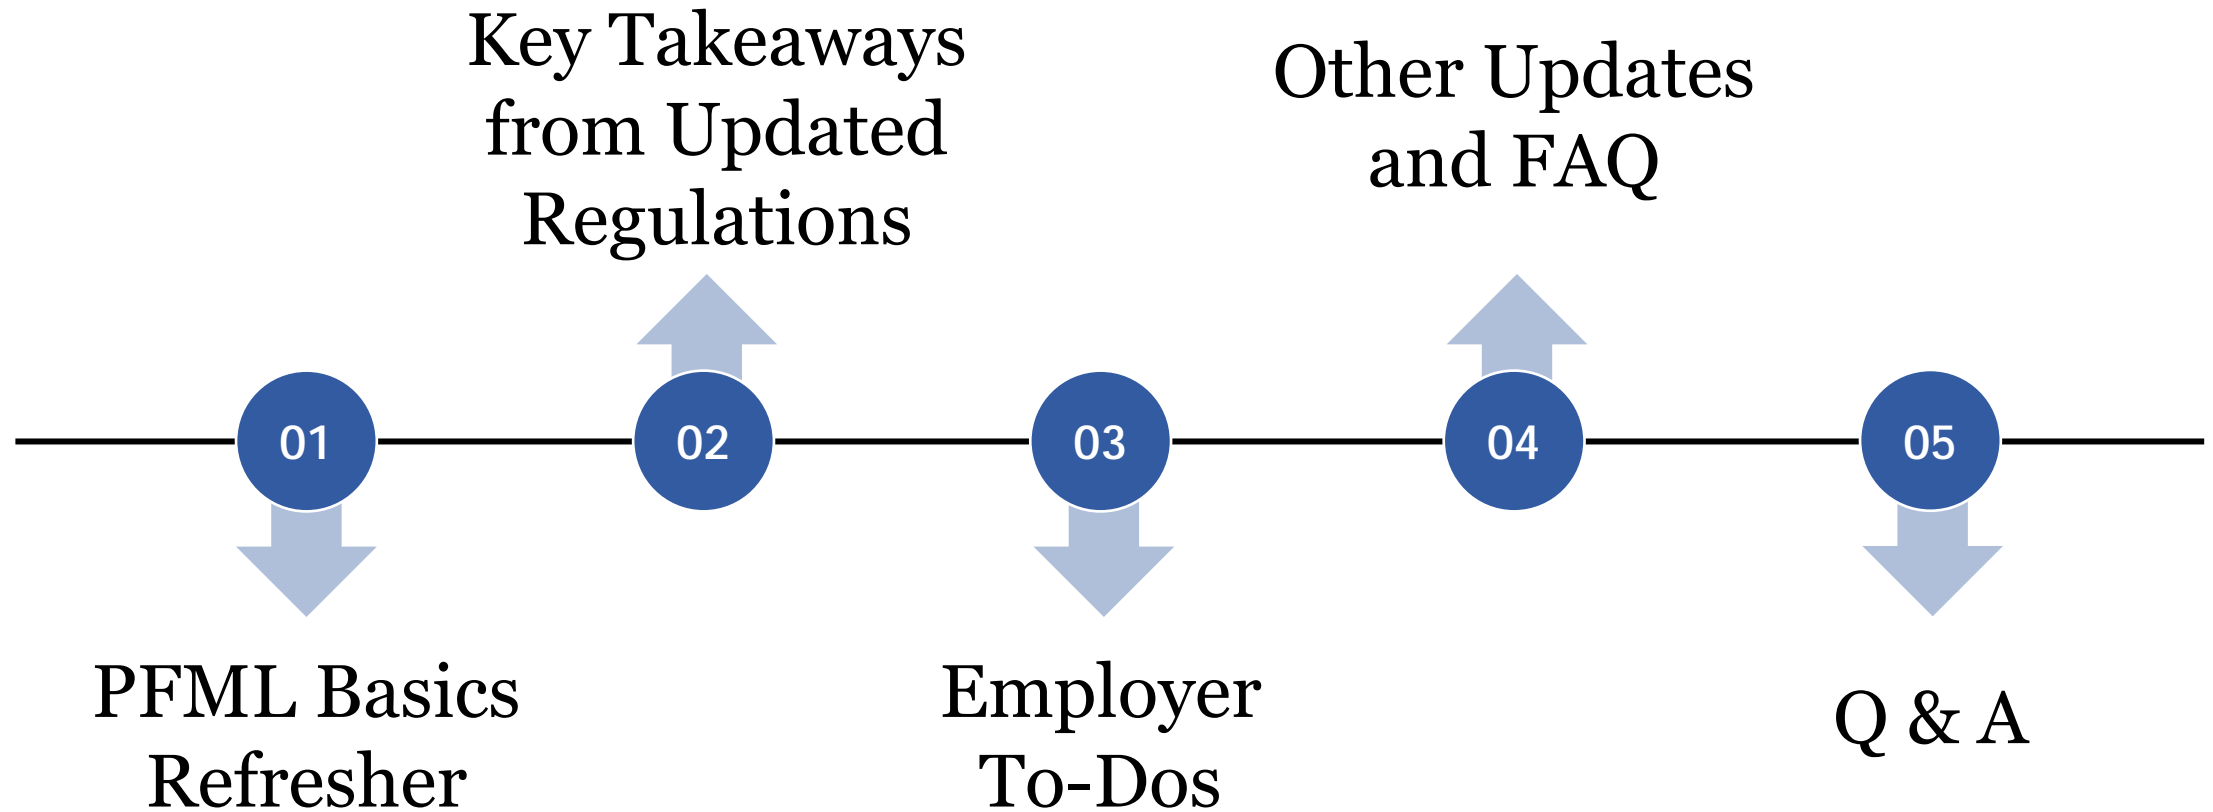 Key Takeaways
from Updated
Regulations
Other Updates
and FAQ
01
02
03
04
05
PFML Basics
Refresher
Employer
To-Dos
Q & A